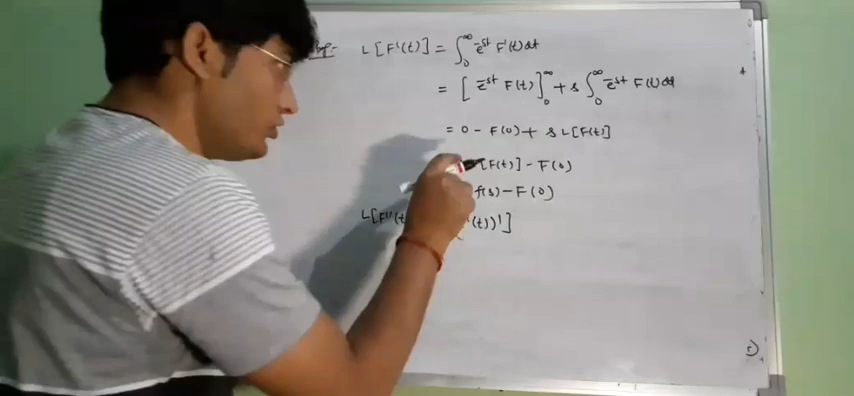 L[F'(t)] = ∫₀^∞ e^-st F'(t)dt
= [ e^-st F(t) ]₀^∞ + s ∫₀^∞ e^-st F(t)dt
= 0 - F(0) + s L[F(t)]
[F(t)] - F(0)
f(s) - F(0)
L[F''(t (t))']